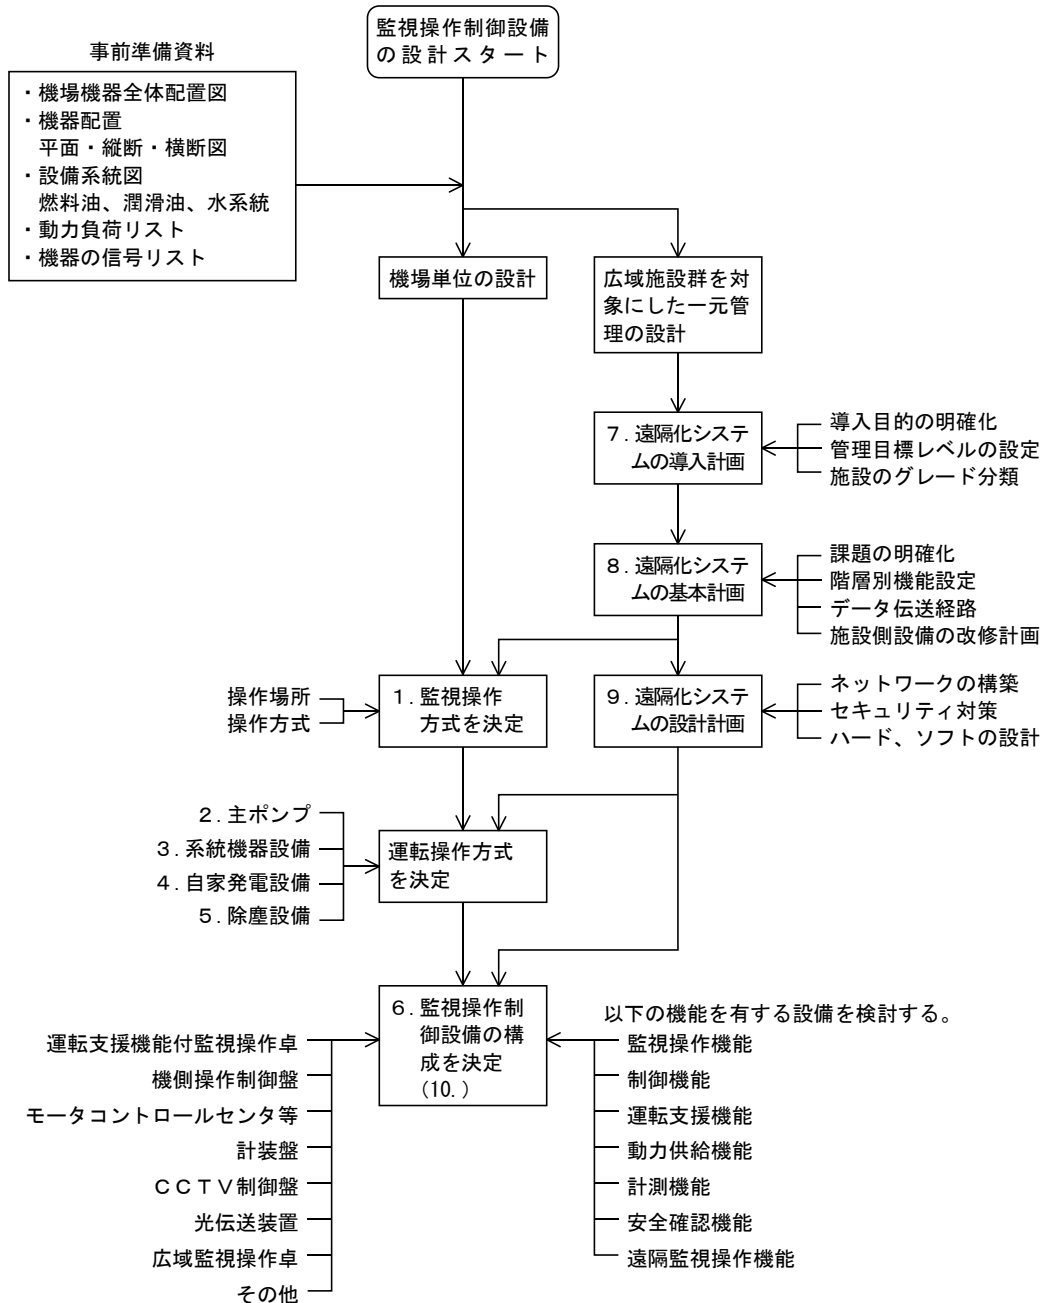 監視操作制御設備
の設計スタート
事前準備資料
・機場機器全体配置図
・機器配置
平面・縦断・横断図
・設備系統図
燃料油、潤滑油、水系統
・動力負荷リスト
・機器の信号リスト
機場単位の設計
広域施設群を対
象にした一元管
理の設計
7.遠隔化システ
ムの導入計画
導入目的の明確化
管理目標レベルの設定
施設のグレード分類
8.遠隔化システ
ムの基本計画
課題の明確化
階層別機能設定
データ伝送経路
施設側設備の改修計画
操作場所
操作方式
1.監視操作
方式を決定
9.遠隔化システ
ムの設計計画
ネットワークの構築
セキュリティ対策
ハード、ソフトの設計
2.主ポンプ
3.系統機器設備
4.自家発電設備
5.除塵設備
運転操作方式
を決定
6.監視操作制
御設備の構
成を決定
(10.)
運転支援機能付監視操作卓
機側操作制御盤
モータコントロールセンタ等
計装盤
CCTV制御盤
光伝送装置
広域監視操作卓
その他
以下の機能を有する設備を検討する。
監視操作機能
制御機能
運転支援機能
動力供給機能
計測機能
安全確認機能
遠隔監視操作機能